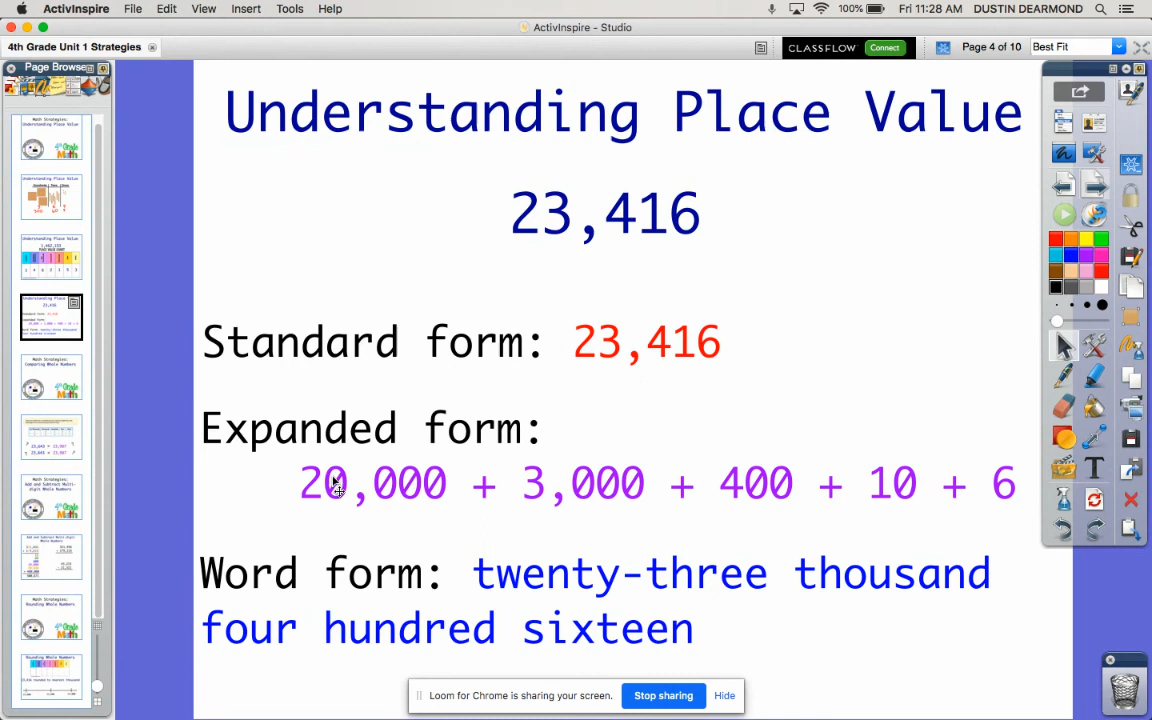 ActivInspire File Edit View Insert Tools Help 100% Fri 11:28 AM DUSTIN DEARMOND
ActivInspire - Studio
4th Grade Unit 1 Strategies CLASSFLOW Connect Page 4 of 10 Best Fit
Page Browse
Understanding Place Value
23,416
Standard form: 23,416
Expanded form:
20,000 + 3,000 + 400 + 10 + 6
Word form: twenty-three thousand
four hundred sixteen
Loom for Chrome is sharing your screen. Stop sharing Hide